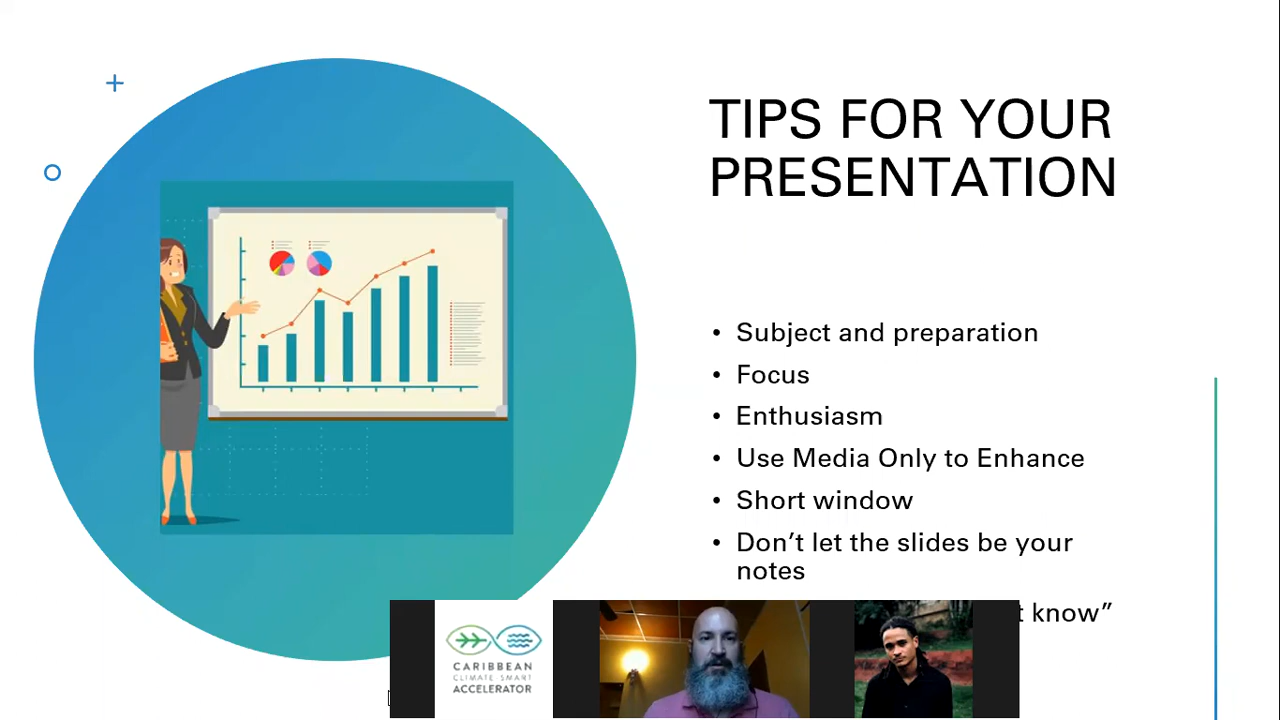 TIPS FOR YOUR
PRESENTATION
• Subject and preparation
• Focus
• Enthusiasm
• Use Media Only to Enhance
• Short window
• Don’t let the slides be your
notes
know”
CARIBBEAN
CLIMATE-SMART
ACCELERATOR